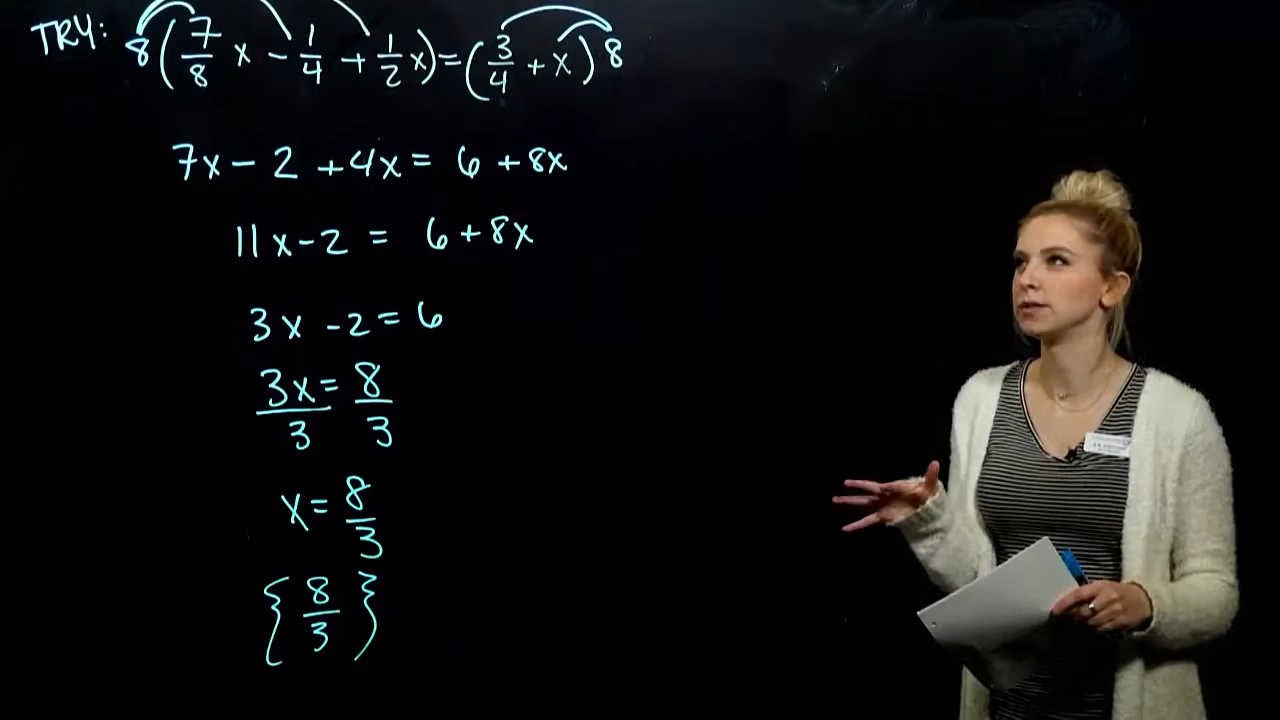 TRY: 8(7/8 x - 1/4 + 1/2 x) = (3/4 + x)8
7x - 2 + 4x = 6 + 8x
11x - 2 = 6 + 8x
3x - 2 = 6
3x/3 = 8/3
x = 8/3
{8/3}